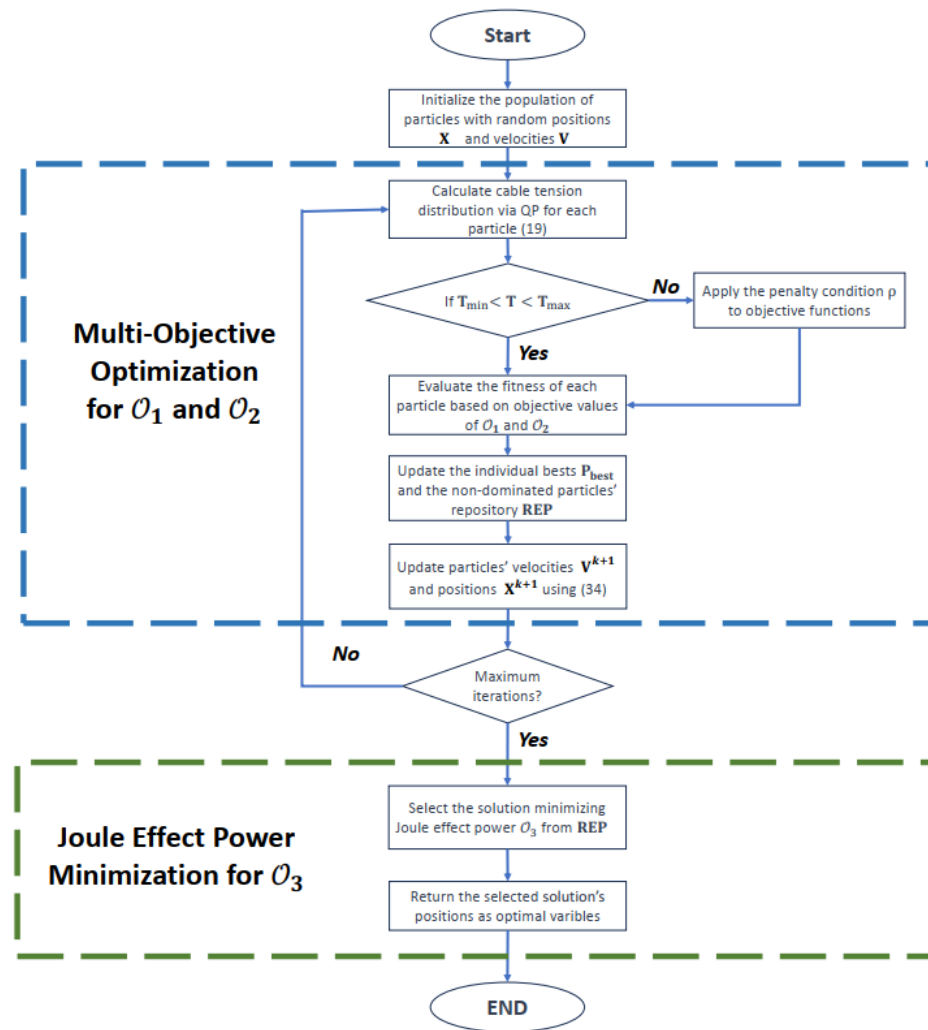 Start
Initialize the population of
particles with random positions
X and velocities V
Calculate cable tension
distribution via QP for each
particle (19)
If T_min < T < T_max
No
Apply the penalty condition ρ
to objective functions
Yes
Multi-Objective
Optimization
for 𝒪₁ and 𝒪₂
Evaluate the fitness of each
particle based on objective values
of 𝒪₁ and 𝒪₂
Update the individual bests P_best
and the non-dominated particles'
repository REP
Update particles' velocities V^{k+1}
and positions X^{k+1} using (34)
No
Maximum
iterations?
Yes
Joule Effect Power
Minimization for 𝒪₃
Select the solution minimizing
Joule effect power 𝒪₃ from REP
Return the selected solution's
positions as optimal varibles
END